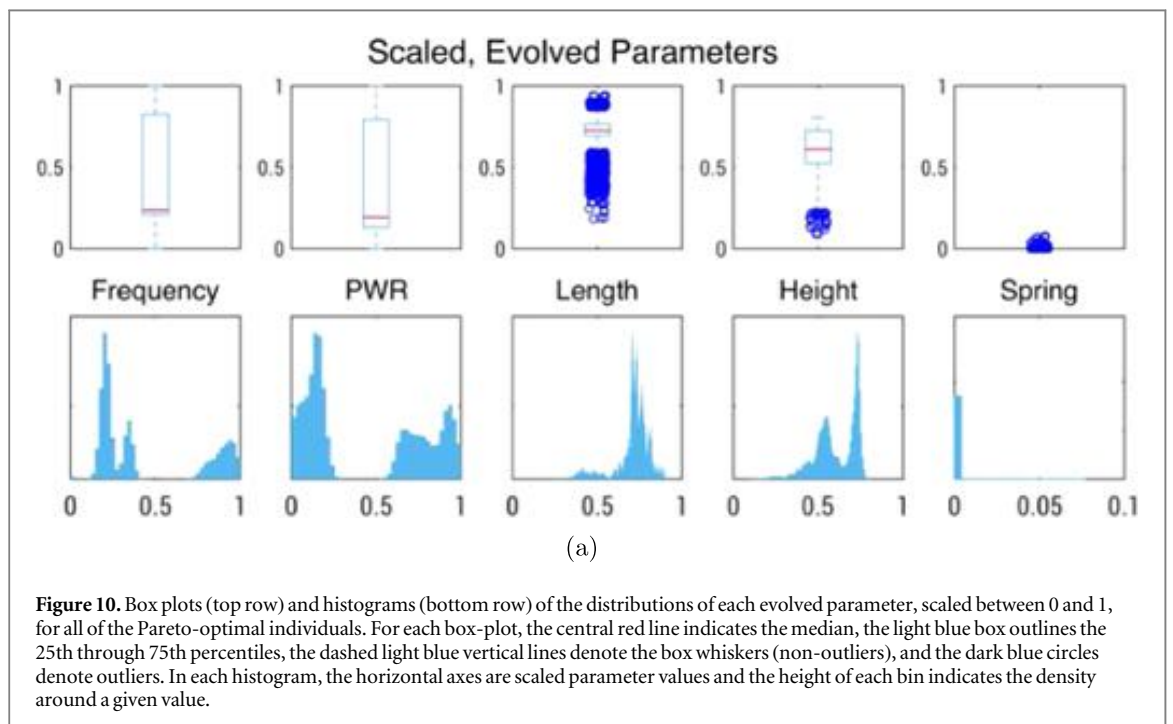 Scaled, Evolved Parameters
1 1 1 1 1
0.5 0.5 0.5 0.5 0.5
0 0 0 0 0
Frequency PWR Length Height Spring
0 0.5 1 0 0.5 1 0 0.5 1 0 0.5 1 0 0.05 0.1
(a)
Figure 10. Box plots (top row) and histograms (bottom row) of the distributions of each evolved parameter, scaled between 0 and 1,
for all of the Pareto-optimal individuals. For each box-plot, the central red line indicates the median, the light blue box outlines the
25th through 75th percentiles, the dashed light blue vertical lines denote the box whiskers (non-outliers), and the dark blue circles
denote outliers. In each histogram, the horizontal axes are scaled parameter values and the height of each bin indicates the density
around a given value.